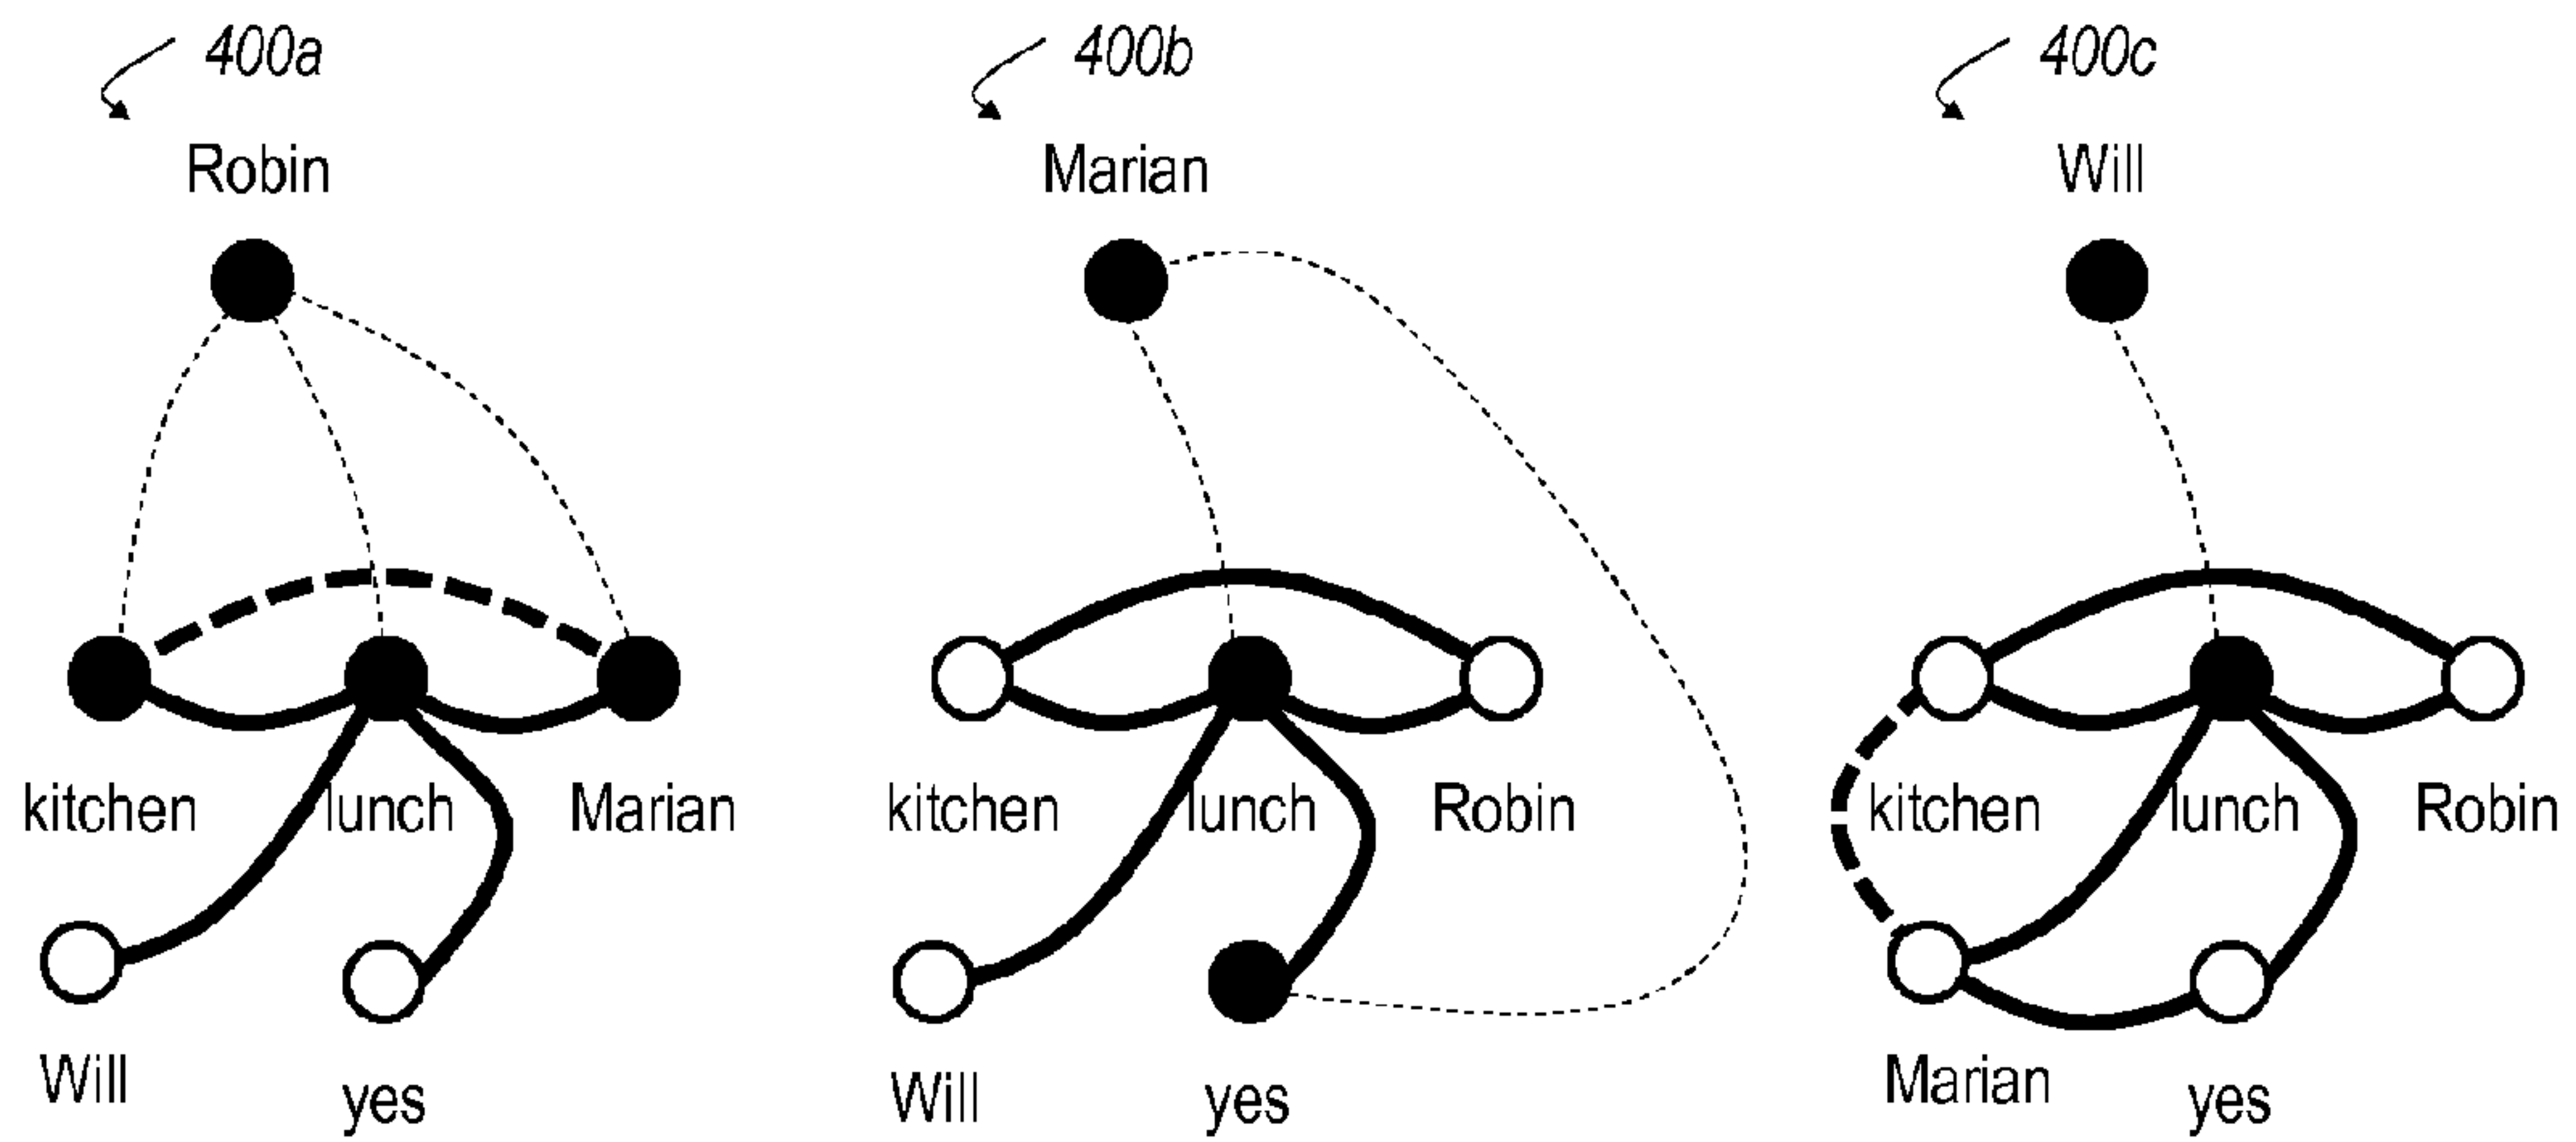 400a
Robin
kitchen
lunch
Marian
Will
yes
400b
Marian
kitchen
lunch
Robin
Will
yes
400c
Will
kitchen
lunch
Robin
Marian
yes